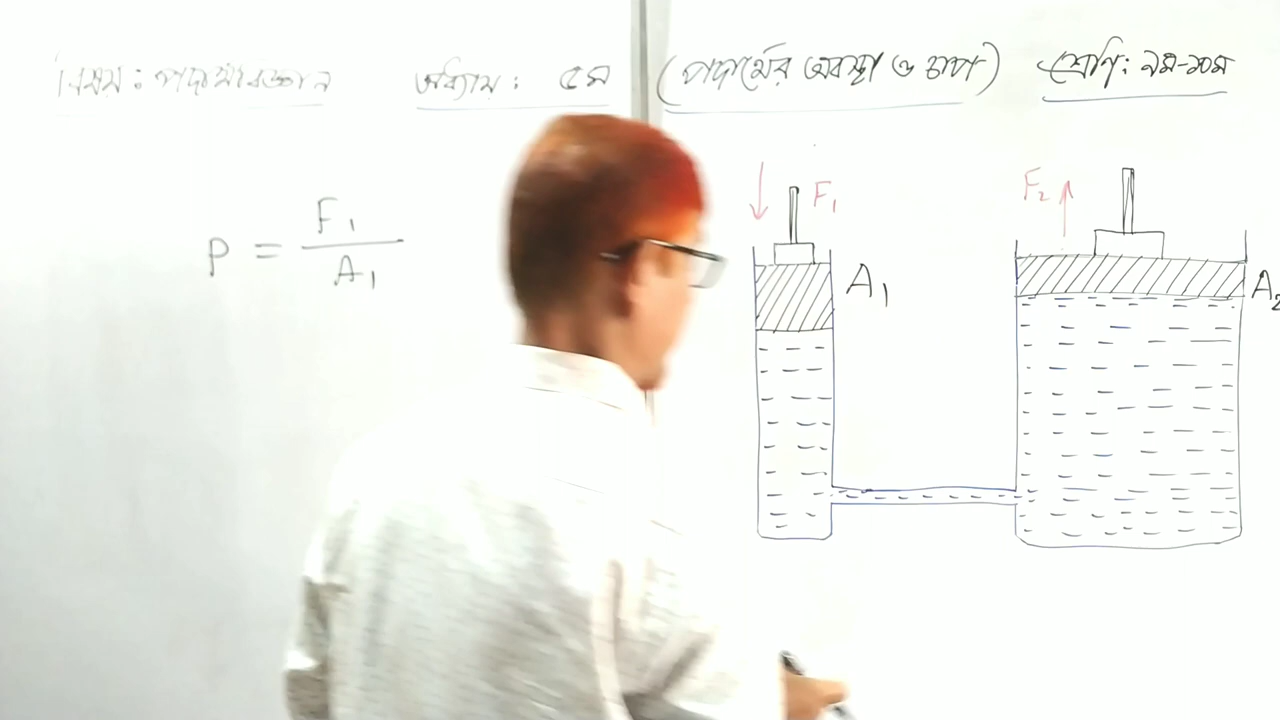 বিষয় : পদার্থবিজ্ঞান অধ্যায় : ৫ম (পদার্থের অবস্থা ও চাপ) শ্রেণি: ৯ম-১০ম
P = F₁ / A₁
F₁
A₁
F₂
A₂